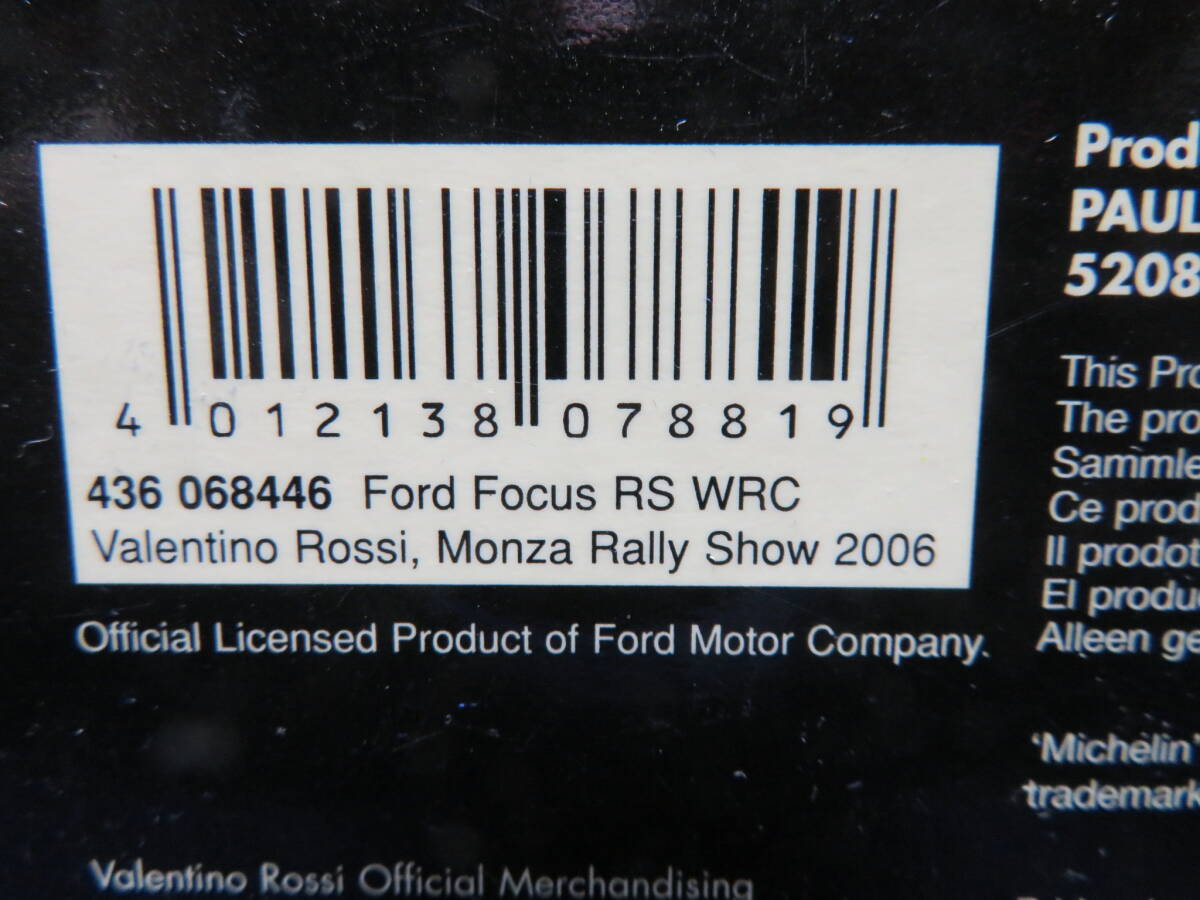 4 012138 078819
436 068446 Ford Focus RS WRC
Valentino Rossi, Monza Rally Show 2006
Official Licensed Product of Ford Motor Company.
Valentino Rossi Official Merchandising
Prod
PAUL
5208
This Pro
The pro
Sammle
Ce prod
Il prodot
El produ
Alleen ge
'Michelin'
trademark